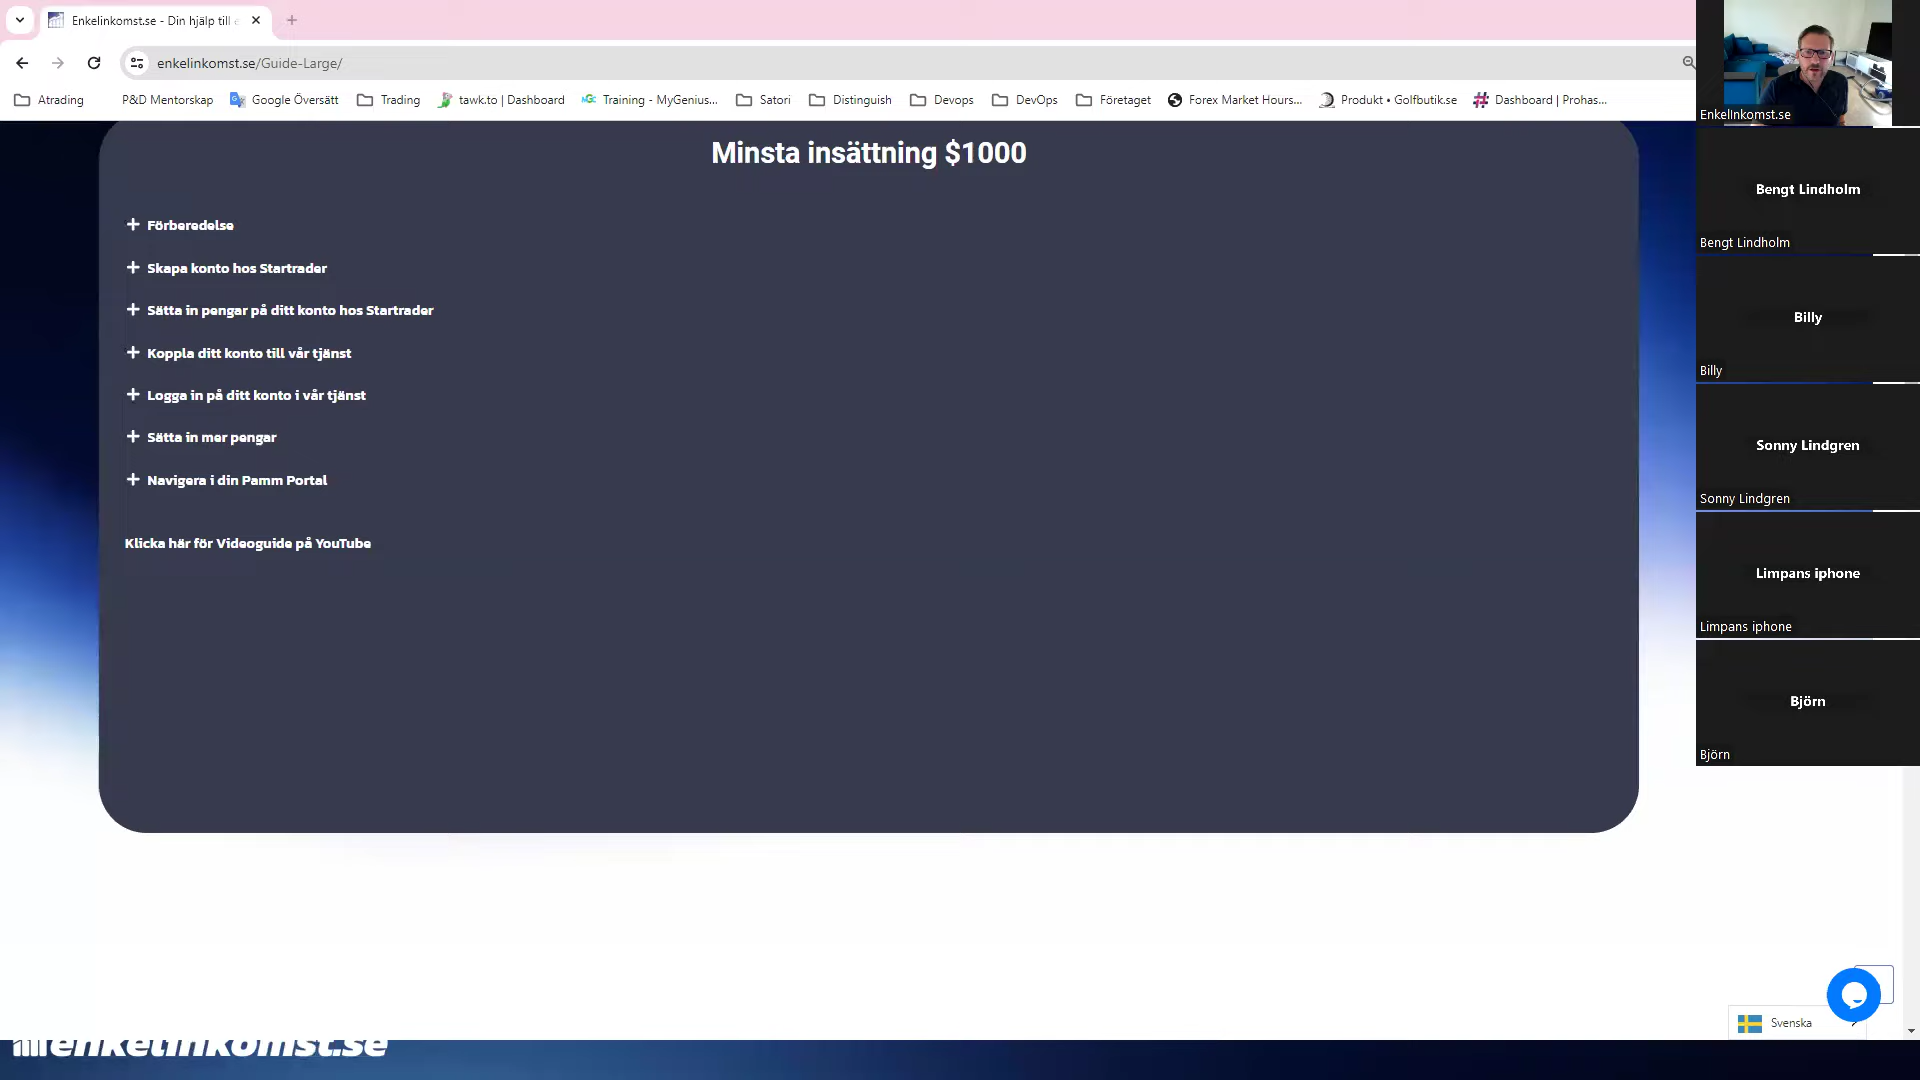 Enkelinkomst.se - Din hjälp till e
enkelinkomst.se/Guide-Large/
Atrading
P&D Mentorskap
Google Översätt
Trading
tawk.to | Dashboard
Training - MyGenius...
Satori
Distinguish
Devops
DevOps
Företaget
Forex Market Hours...
Produkt • Golfbutik.se
Dashboard | Prohas...
Minsta insättning $1000
Förberedelse
Skapa konto hos Startrader
Sätta in pengar på ditt konto hos Startrader
Koppla ditt konto till vår tjänst
Logga in på ditt konto i vår tjänst
Sätta in mer pengar
Navigera i din Pamm Portal
Klicka här för Videoguide på YouTube
EnkelInkomst.se
Bengt Lindholm
Bengt Lindholm
Billy
Billy
Sonny Lindgren
Sonny Lindgren
Limpans iphone
Limpans iphone
Björn
Björn
Svenska
enkelinkomst.se